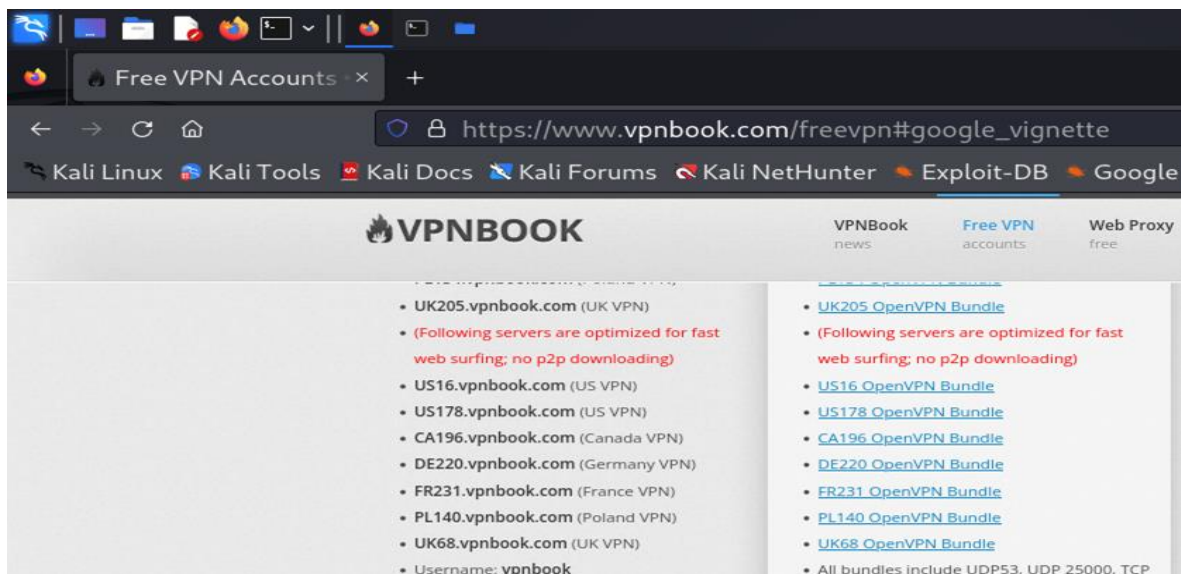 Free VPN Accounts
https://www.vpnbook.com/freevpn#google_vignette
Kali Linux Kali Tools Kali Docs Kali Forums Kali NetHunter Exploit-DB Google
VPNBOOK
VPNBook
news
Free VPN
accounts
Web Proxy
free
• UK205.vpnbook.com (UK VPN)
• (Following servers are optimized for fast
web surfing; no p2p downloading)
• US16.vpnbook.com (US VPN)
• US178.vpnbook.com (US VPN)
• CA196.vpnbook.com (Canada VPN)
• DE220.vpnbook.com (Germany VPN)
• FR231.vpnbook.com (France VPN)
• PL140.vpnbook.com (Poland VPN)
• UK68.vpnbook.com (UK VPN)
• Username: vpnbook
• UK205 OpenVPN Bundle
• (Following servers are optimized for fast
web surfing; no p2p downloading)
• US16 OpenVPN Bundle
• US178 OpenVPN Bundle
• CA196 OpenVPN Bundle
• DE220 OpenVPN Bundle
• FR231 OpenVPN Bundle
• PL140 OpenVPN Bundle
• UK68 OpenVPN Bundle
• All bundles include UDP53, UDP 25000, TCP